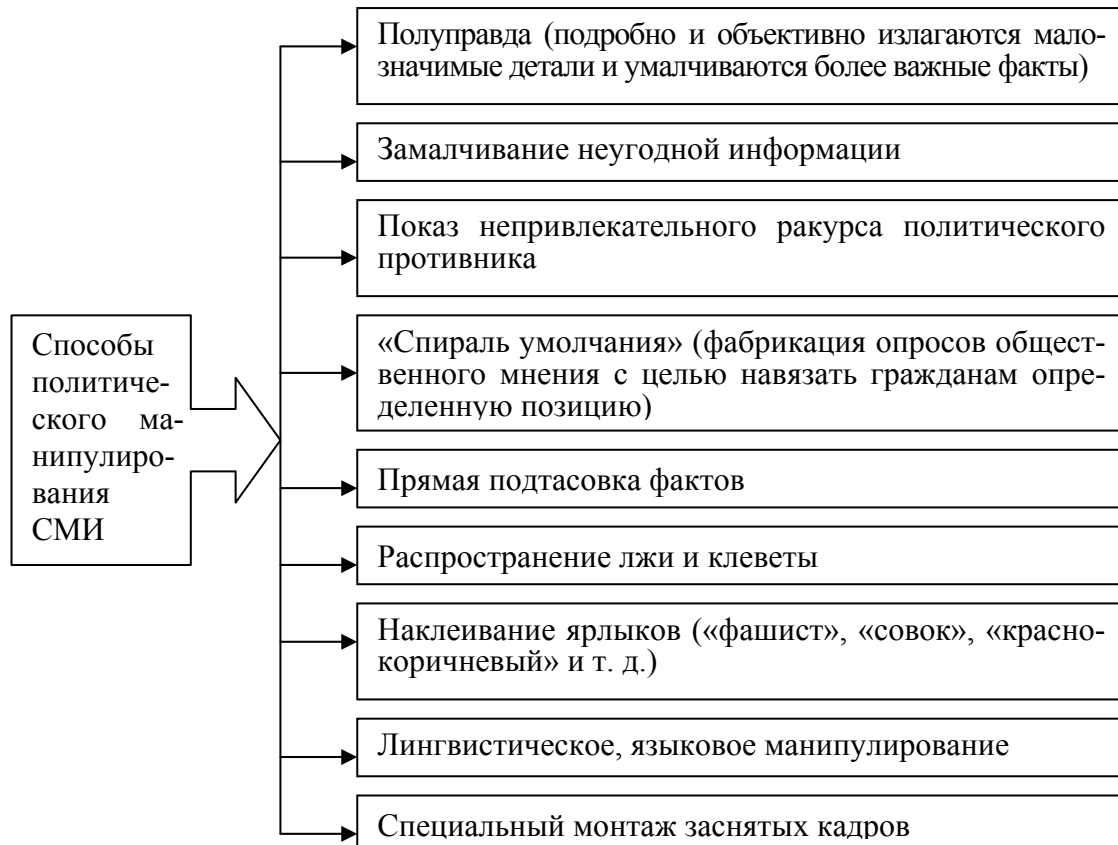 Способы
политиче-
ского ма-
нипулиро-
вания
СМИ
Полуправда (подробно и объективно излагаются мало-
значимые детали и умалчиваются более важные факты)
Замалчивание неугодной информации
Показ непривлекательного ракурса политического
противника
«Спираль умолчания» (фабрикация опросов общест-
венного мнения с целью навязать гражданам опре-
деленную позицию)
Прямая подтасовка фактов
Распространение лжи и клеветы
Наклеивание ярлыков («фашист», «совок», «красно-
коричневый» и т. д.)
Лингвистическое, языковое манипулирование
Специальный монтаж заснятых кадров